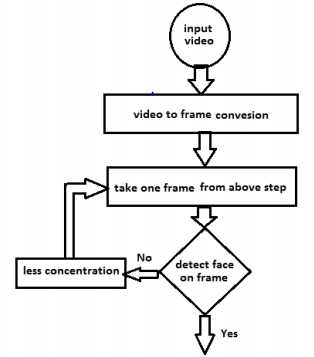 input
video
video to frame convesion
take one frame from above step
detect face
on frame
No
less concentration
Yes